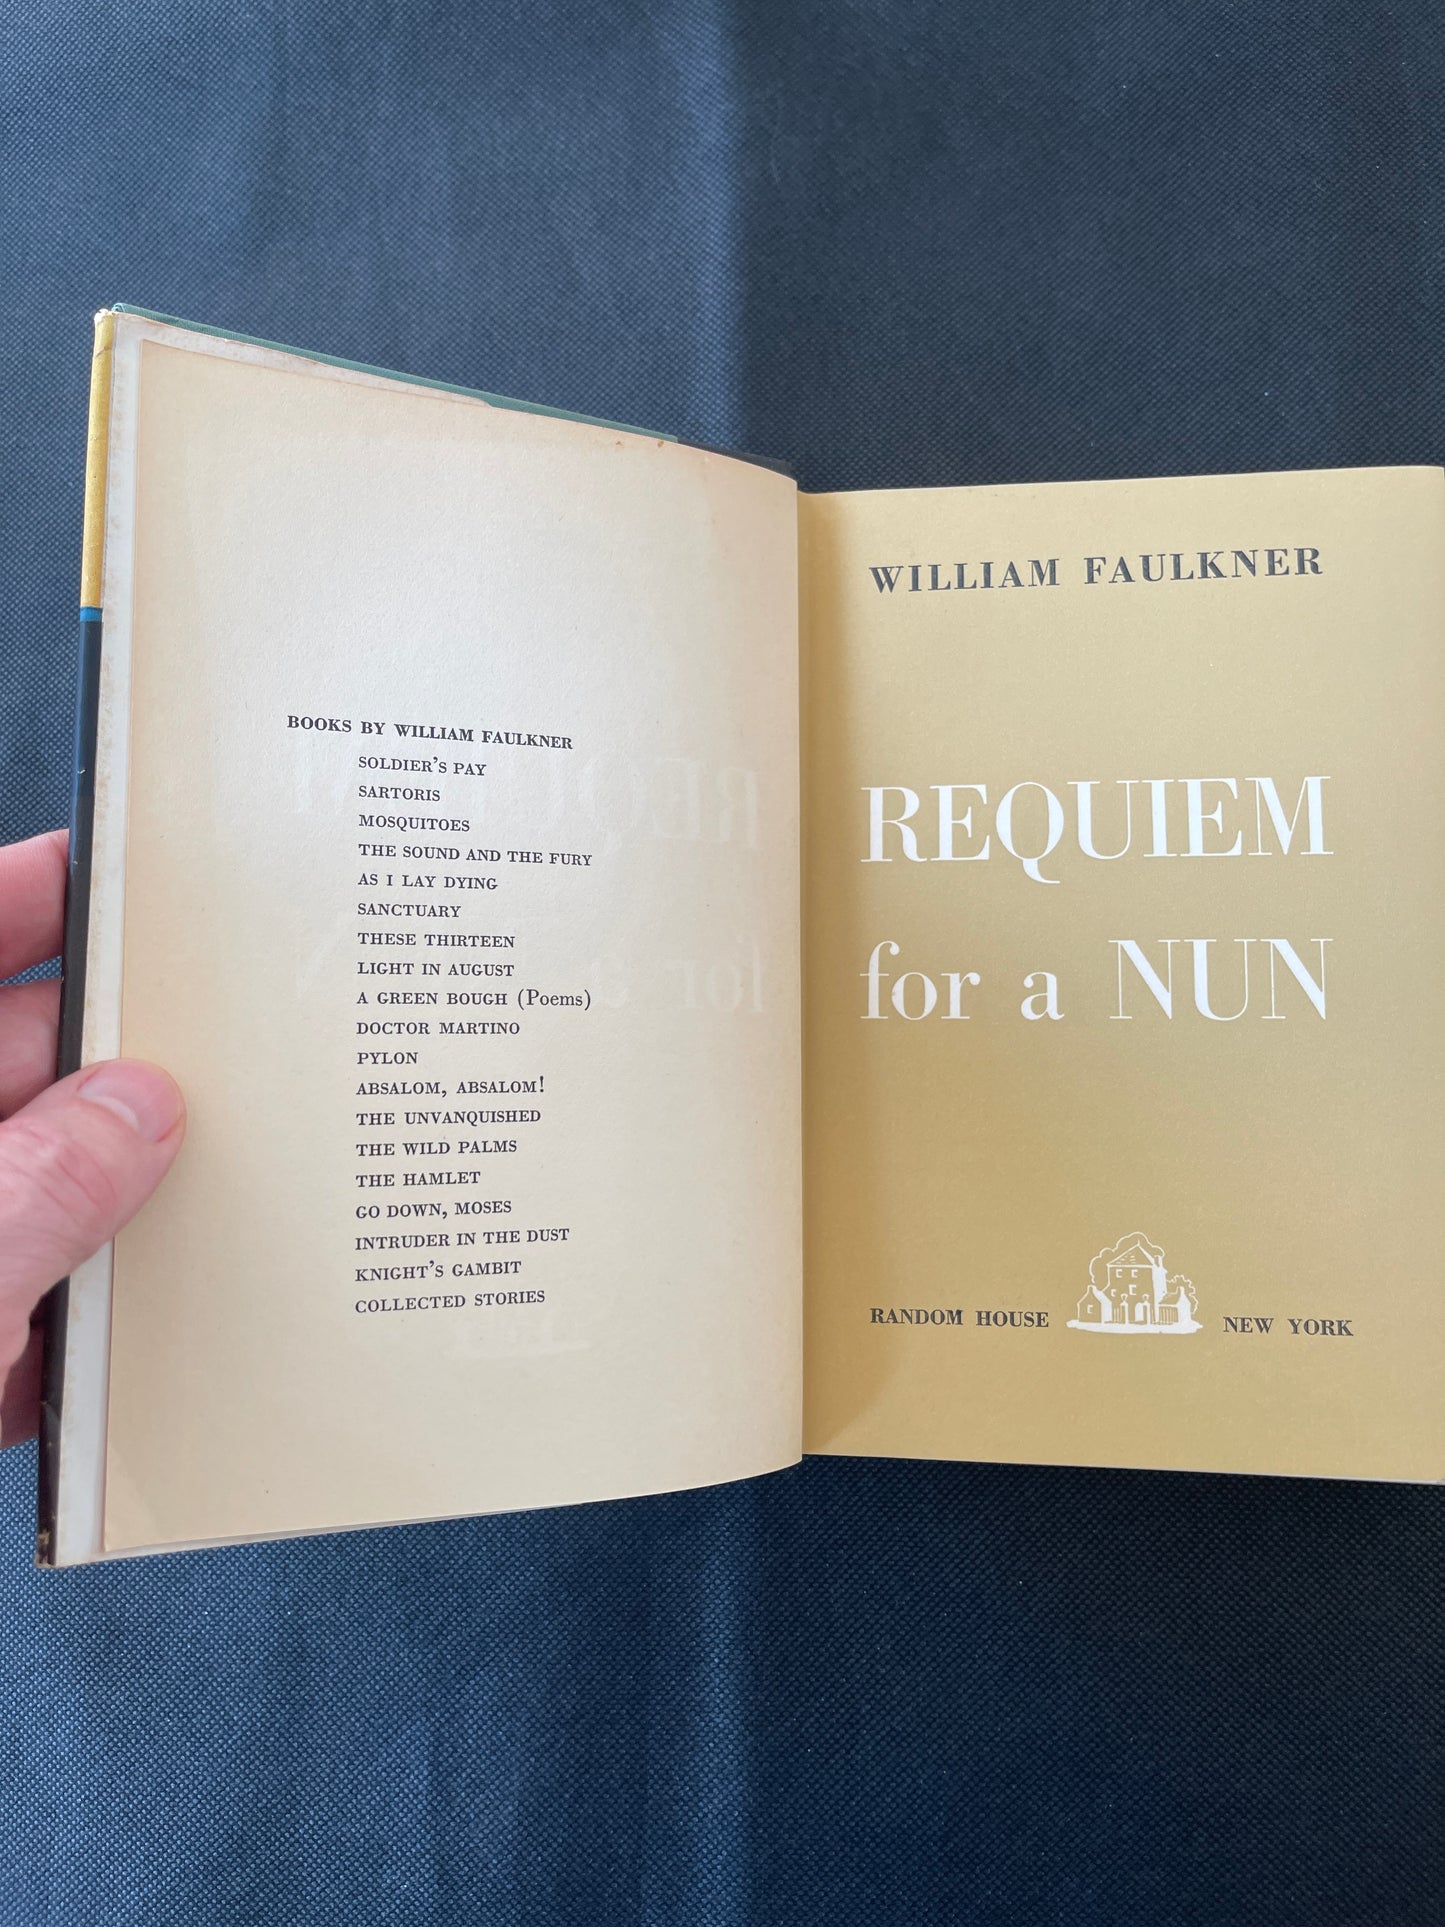 BOOKS BY WILLIAM FAULKNER
SOLDIER'S PAY
SARTORIS
MOSQUITOES
THE SOUND AND THE FURY
AS I LAY DYING
SANCTUARY
THESE THIRTEEN
LIGHT IN AUGUST
A GREEN BOUGH (Poems)
DOCTOR MARTINO
PYLON
ABSALOM, ABSALOM!
THE UNVANQUISHED
THE WILD PALMS
THE HAMLET
GO DOWN, MOSES
INTRUDER IN THE DUST
KNIGHT'S GAMBIT
COLLECTED STORIES
WILLIAM FAULKNER
REQUIEM
for a NUN
RANDOM HOUSE NEW YORK